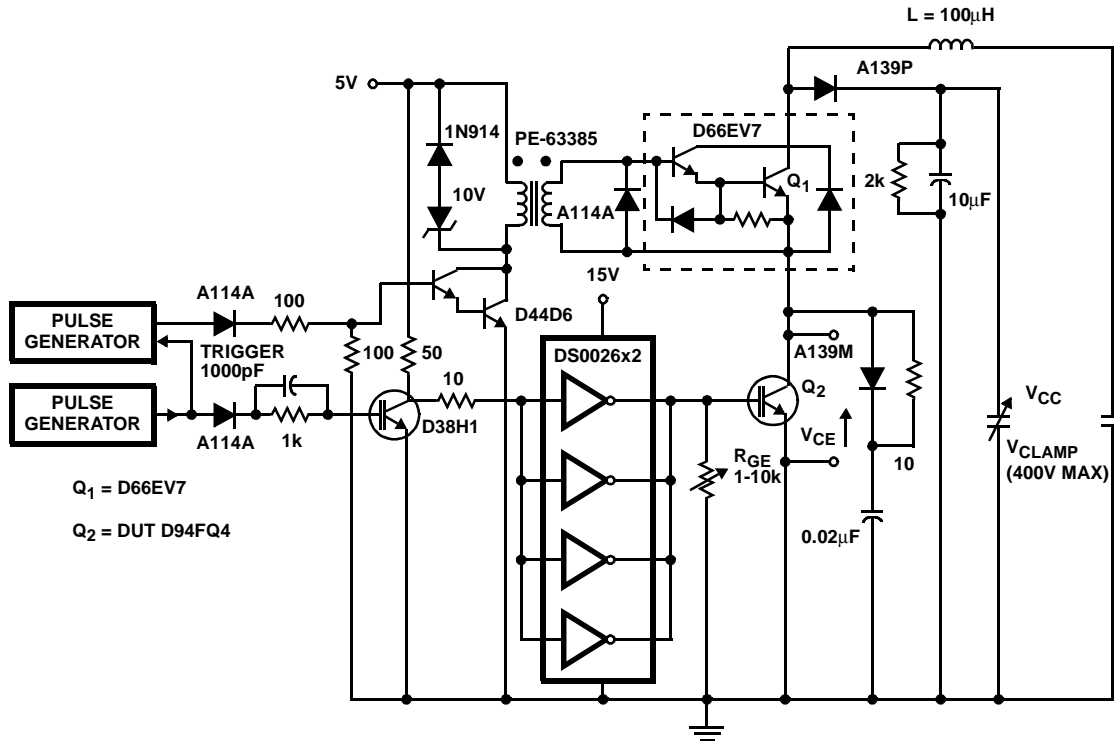 L = 100μH
A139P
5V
1N914
PE-63385
D66EV7
10V
A114A
Q1
2k
10μF
15V
A114A
100
D44D6
PULSE
GENERATOR
TRIGGER
1000pF
100
50
DS0026x2
A139M
10
Q2
PULSE
GENERATOR
A114A
1k
D38H1
VCE
RGE
1-10k
10
VCC
VCLAMP
(400V MAX)
Q1 = D66EV7
Q2 = DUT D94FQ4
0.02μF